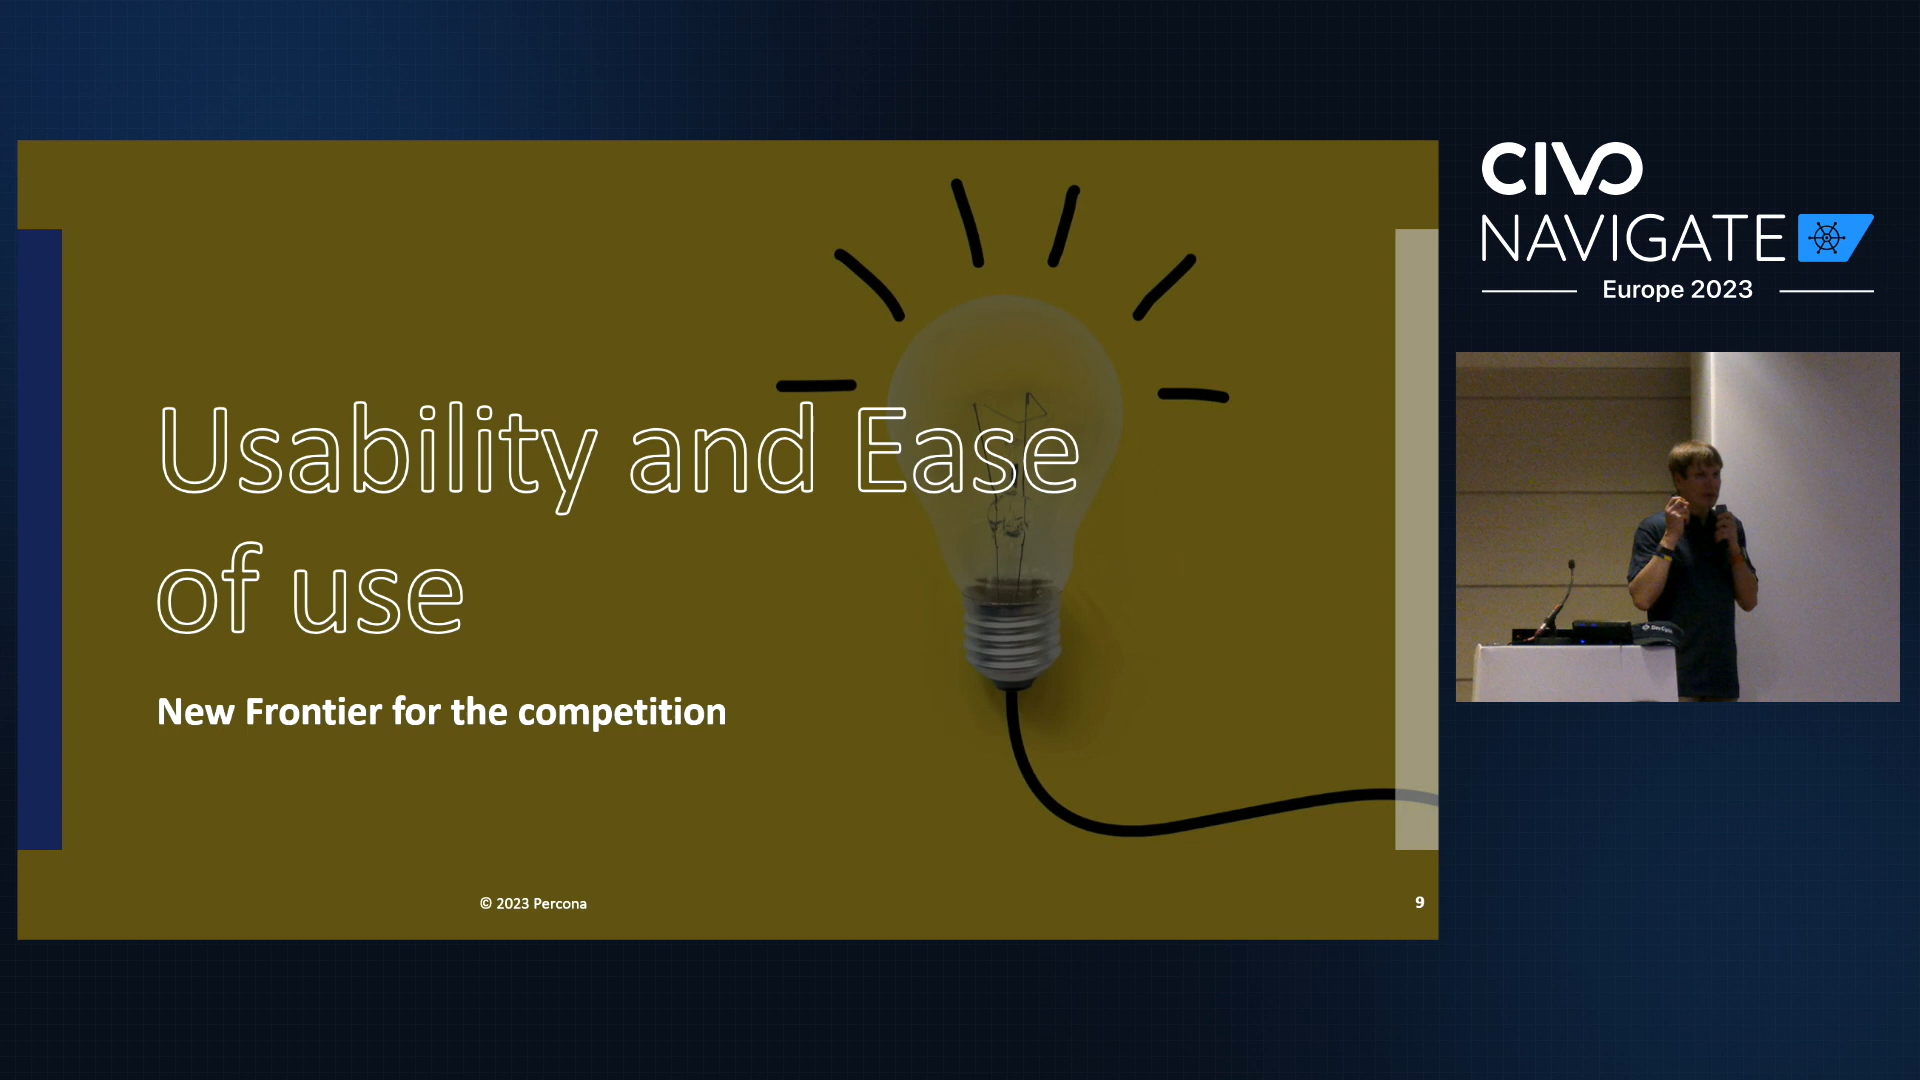 Usability and Ease
of use
New Frontier for the competition
© 2023 Percona
9
CIVO
NAVIGATE
Europe 2023